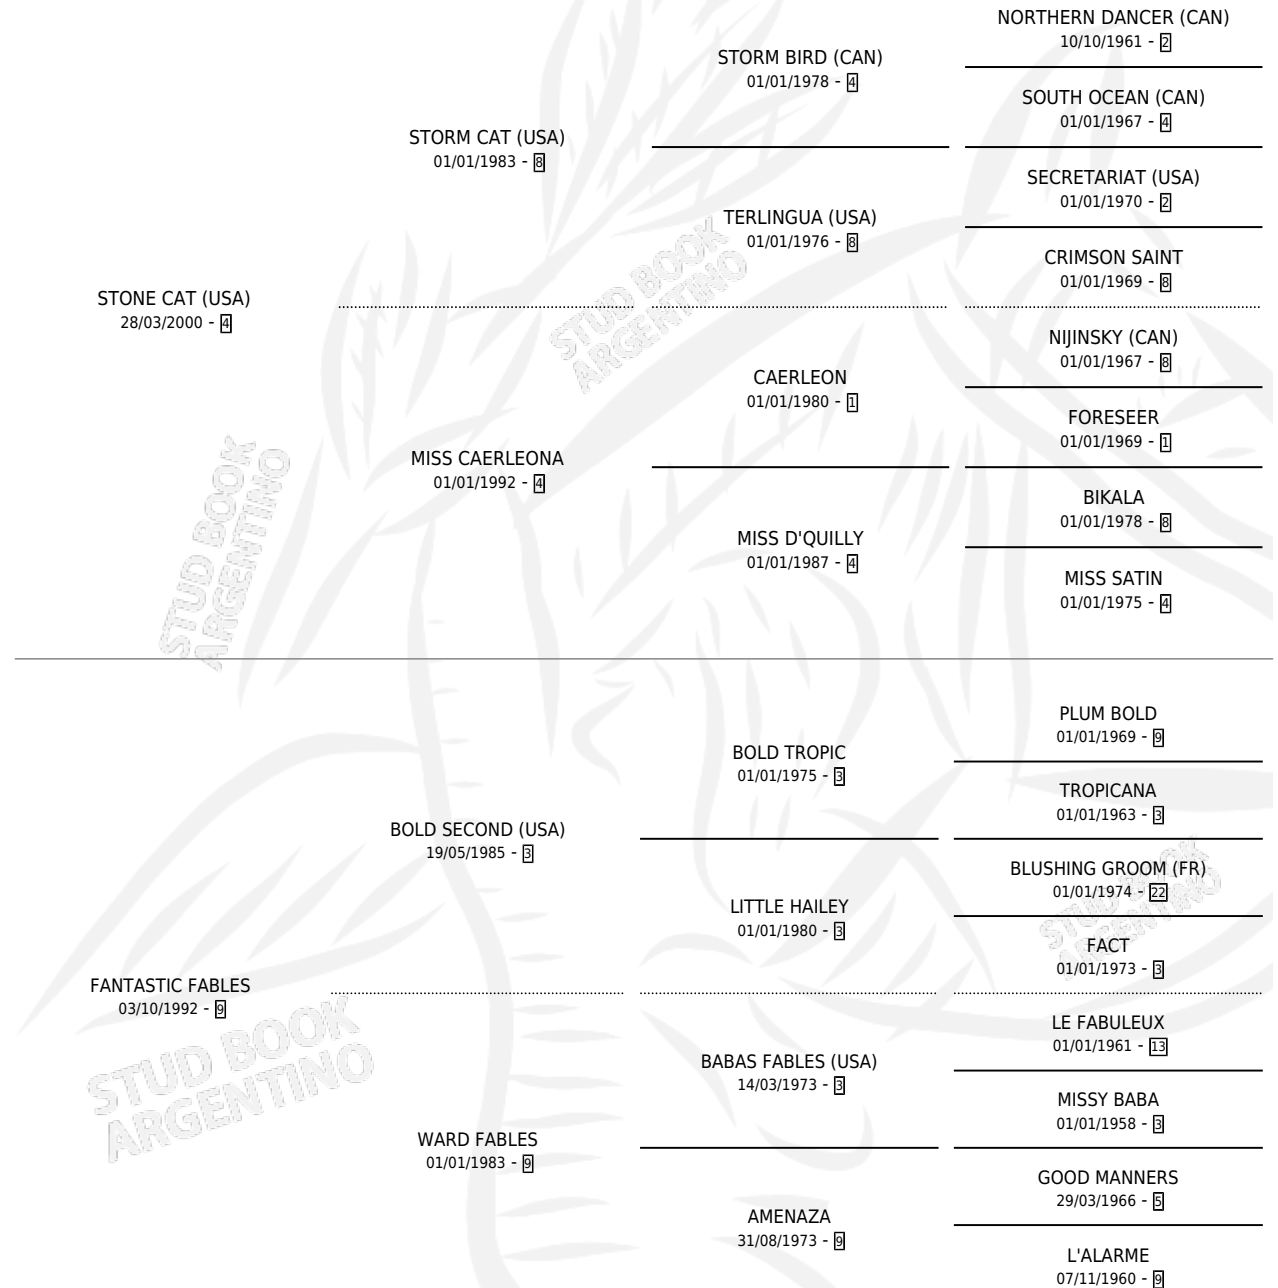 NORTHERN DANCER (CAN)
10/10/1961 - 2
STORM BIRD (CAN)
01/01/1978 - 4
SOUTH OCEAN (CAN)
01/01/1967 - 4
STORM CAT (USA)
01/01/1983 - 8
SECRETARIAT (USA)
01/01/1970 - 2
TERLINGUA (USA)
01/01/1976 - 8
CRIMSON SAINT
01/01/1969 - 8
STONE CAT (USA)
28/03/2000 - 4
STUD BOOK
ARGENTINO
NIJINSKY (CAN)
01/01/1967 - 8
CAERLEON
01/01/1980 - 1
FORESEER
01/01/1969 - 1
MISS CAERLEONA
01/01/1992 - 4
BIKALA
01/01/1978 - 8
MISS D'QUILLY
01/01/1987 - 4
MISS SATIN
01/01/1975 - 4
STUD BOOK
ARGENTINO
PLUM BOLD
01/01/1969 - 9
BOLD TROPIC
01/01/1975 - 3
TROPICANA
01/01/1963 - 3
BOLD SECOND (USA)
19/05/1985 - 3
BLUSHING GROOM (FR)
01/01/1974 - 22
STUD BOOK
ARGENTINO
LITTLE HAILEY
01/01/1980 - 3
FACT
01/01/1973 - 3
FANTASTIC FABLES
03/10/1992 - 9
STUD BOOK
ARGENTINO
LE FABULEUX
01/01/1961 - 13
BABAS FABLES (USA)
14/03/1973 - 3
MISSY BABA
01/01/1958 - 3
WARD FABLES
01/01/1983 - 9
GOOD MANNERS
29/03/1966 - 5
AMENAZA
31/08/1973 - 9
L'ALARME
07/11/1960 - 9